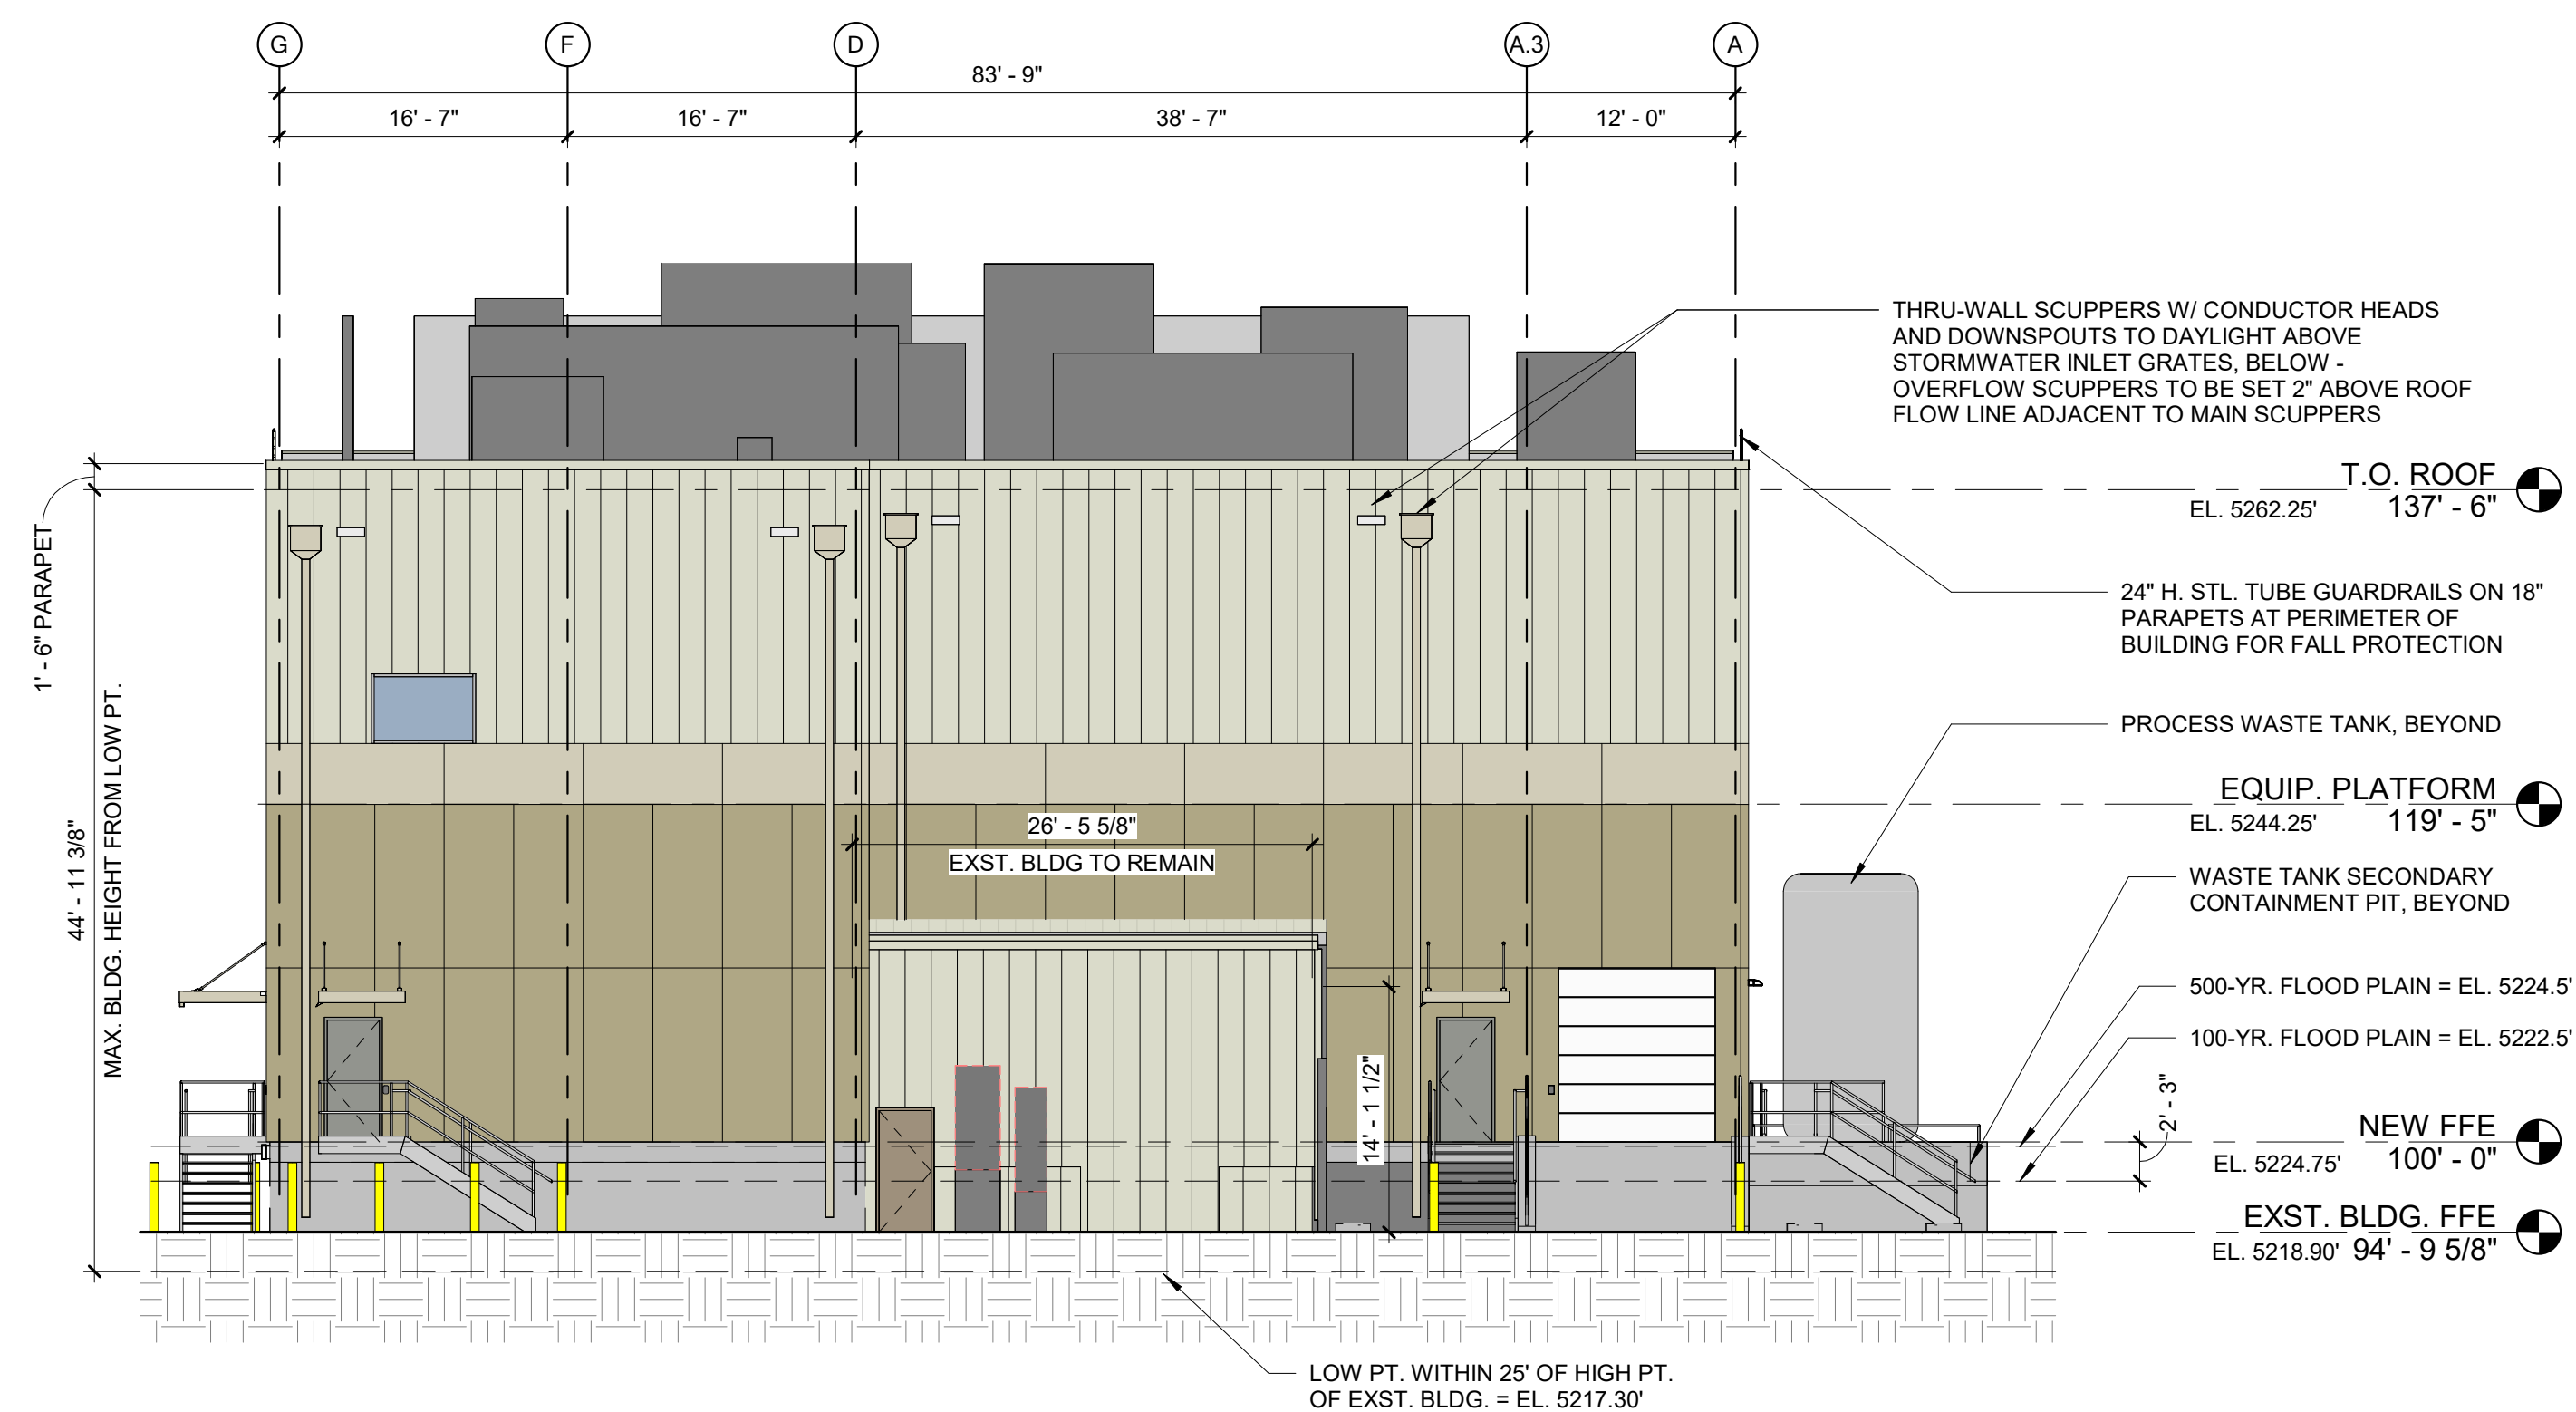 G
F
D
A.3
A
83' - 9"
16' - 7"
16' - 7"
38' - 7"
12' - 0"
THRU-WALL SCUPPERS W/ CONDUCTOR HEADS
AND DOWNSPOUTS TO DAYLIGHT ABOVE
STORMWATER INLET GRATES, BELOW -
OVERFLOW SCUPPERS TO BE SET 2" ABOVE ROOF
FLOW LINE ADJACENT TO MAIN SCUPPERS
T.O. ROOF
EL. 5262.25' 137' - 6"
1' - 6" PARAPET
24" H. STL. TUBE GUARDRAILS ON 18"
PARAPETS AT PERIMETER OF
BUILDING FOR FALL PROTECTION
PROCESS WASTE TANK, BEYOND
EQUIP. PLATFORM
EL. 5244.25' 119' - 5"
44' - 11 3/8"
MAX. BLDG. HEIGHT FROM LOW PT.
26' - 5 5/8"
EXST. BLDG TO REMAIN
WASTE TANK SECONDARY
CONTAINMENT PIT, BEYOND
500-YR. FLOOD PLAIN = EL. 5224.5'
100-YR. FLOOD PLAIN = EL. 5222.5'
14' - 1 1/2"
2' - 3"
NEW FFE
EL. 5224.75' 100' - 0"
EXST. BLDG. FFE
EL. 5218.90' 94' - 9 5/8"
LOW PT. WITHIN 25' OF HIGH PT.
OF EXST. BLDG. = EL. 5217.30'